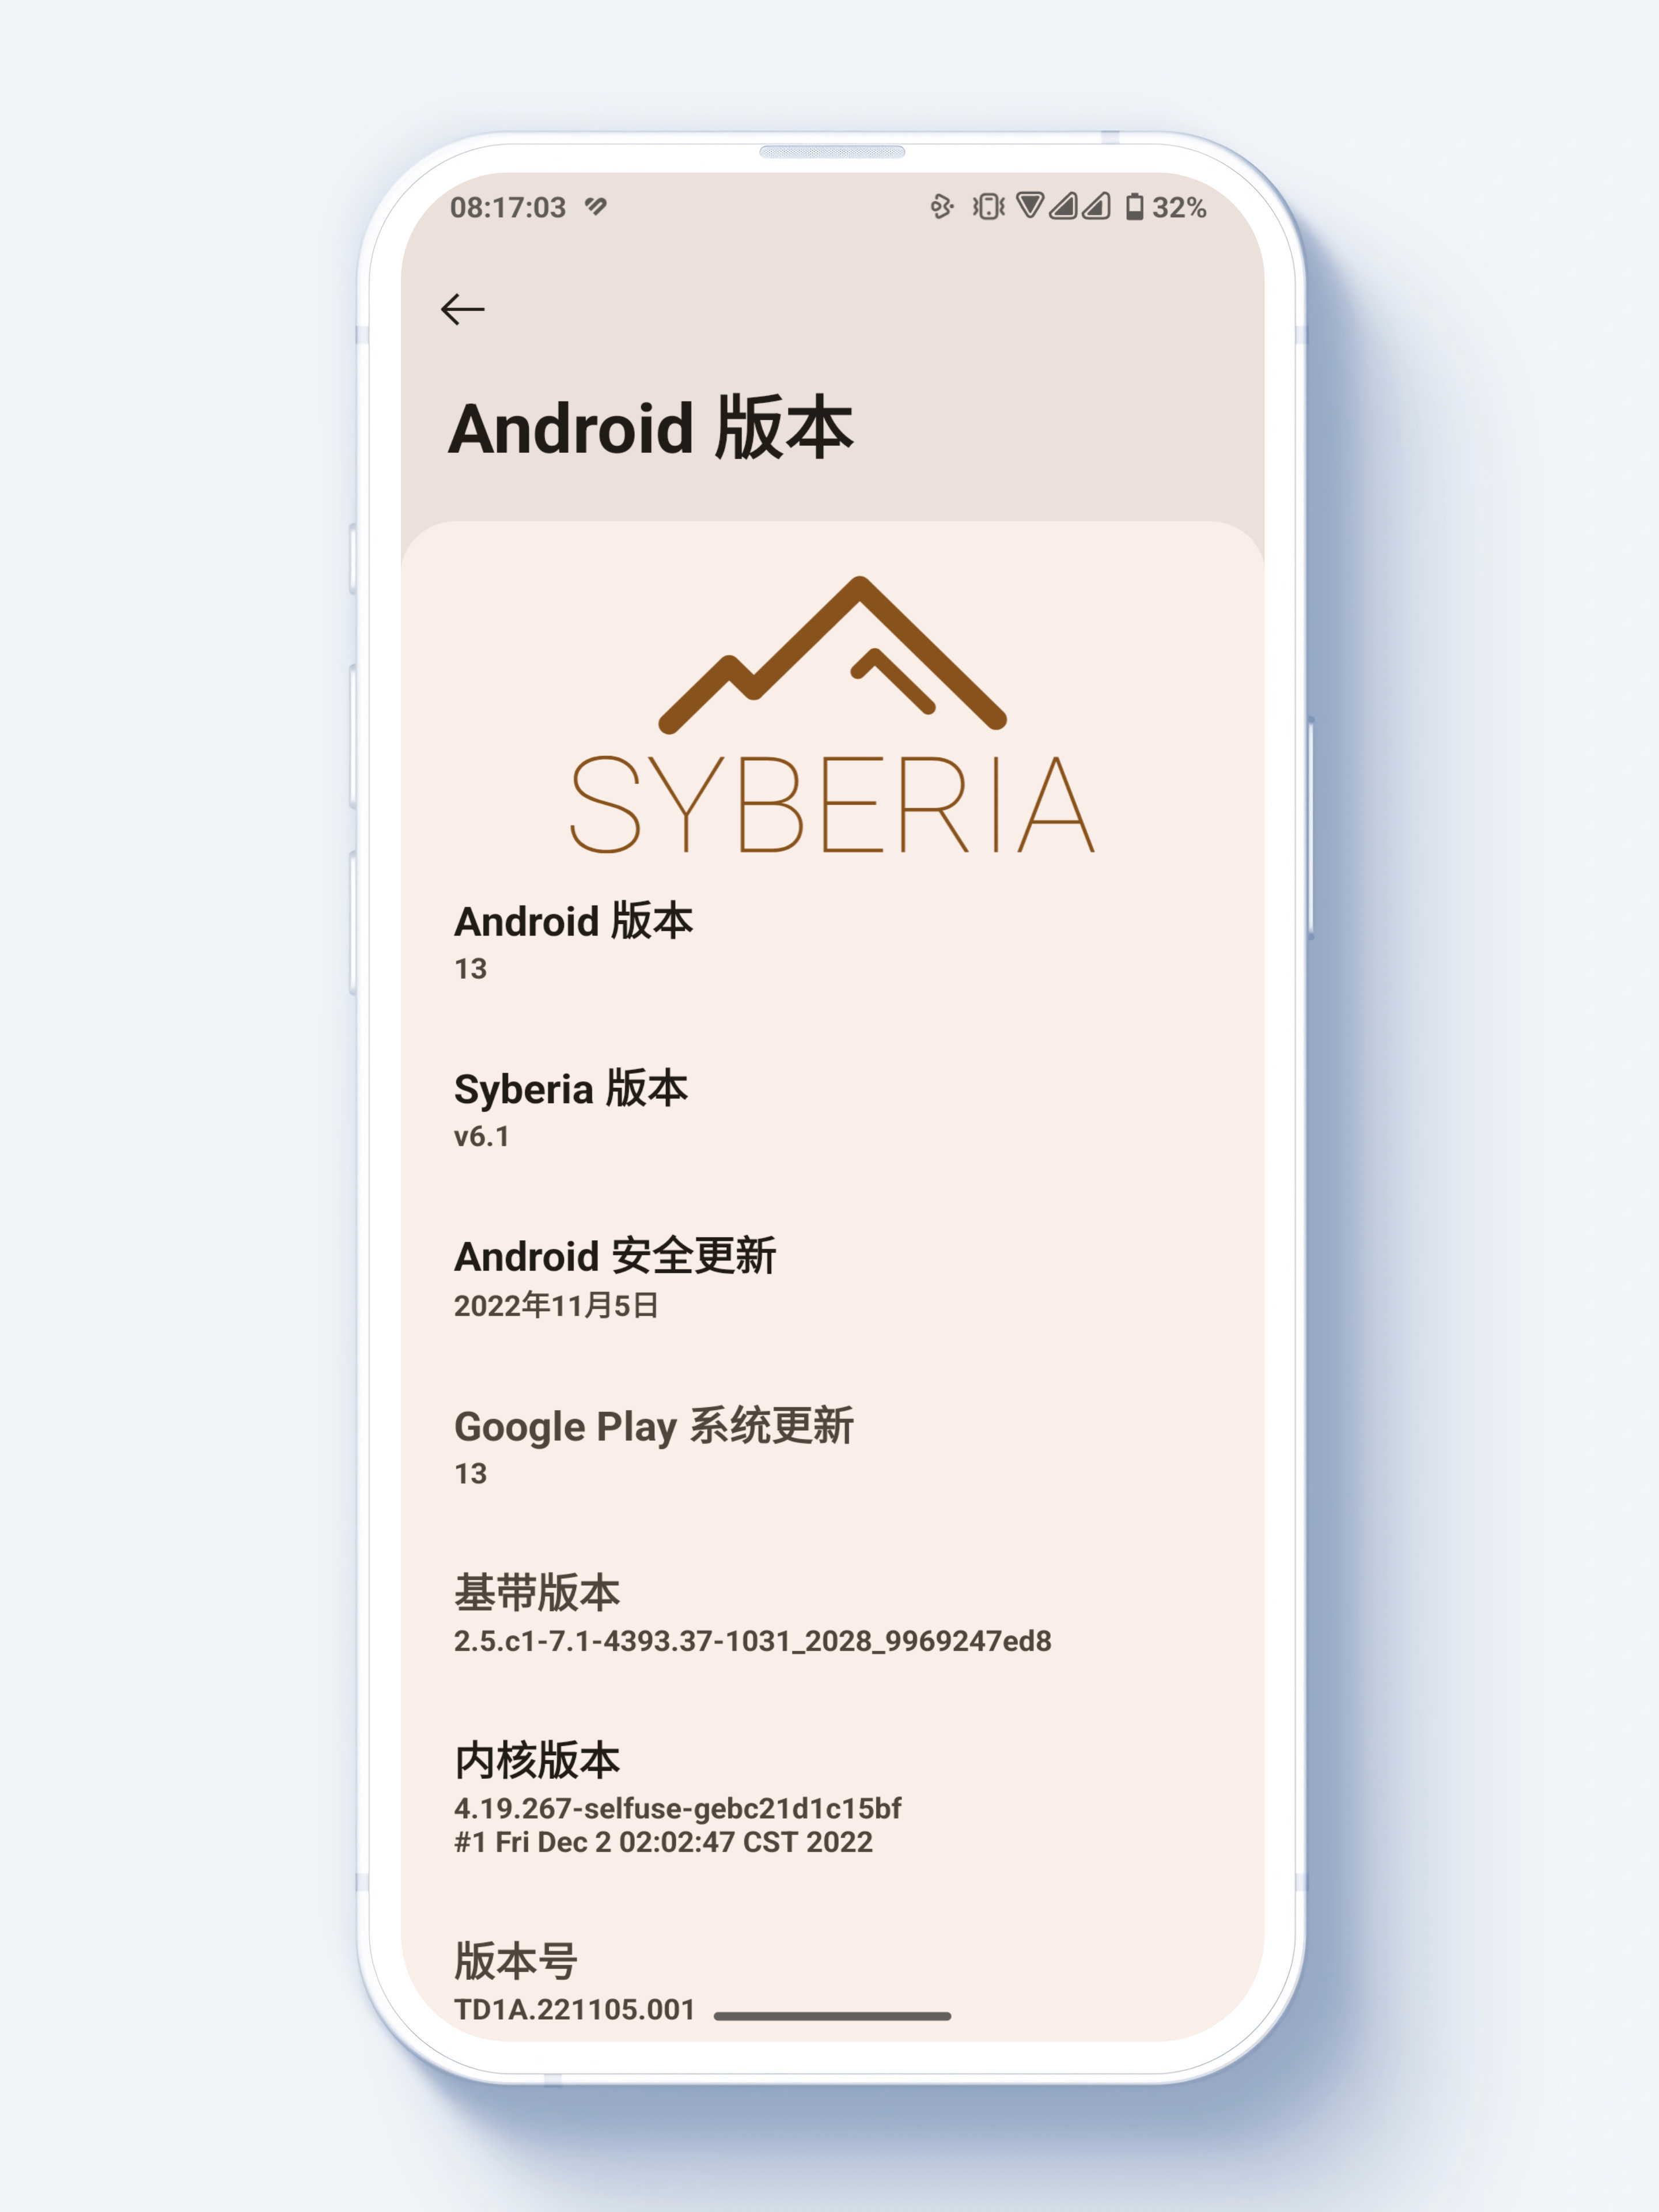 08:17:03
32%
Android 版本
SYBERIA
Android 版本
13
Syberia 版本
v6.1
Android 安全更新
2022年11月5日
Google Play 系统更新
13
基带版本
2.5.c1-7.1-4393.37-1031_2028_9969247ed8
内核版本
4.19.267-selfuse-gebc21d1c15bf
#1 Fri Dec 2 02:02:47 CST 2022
版本号
TD1A.221105.001